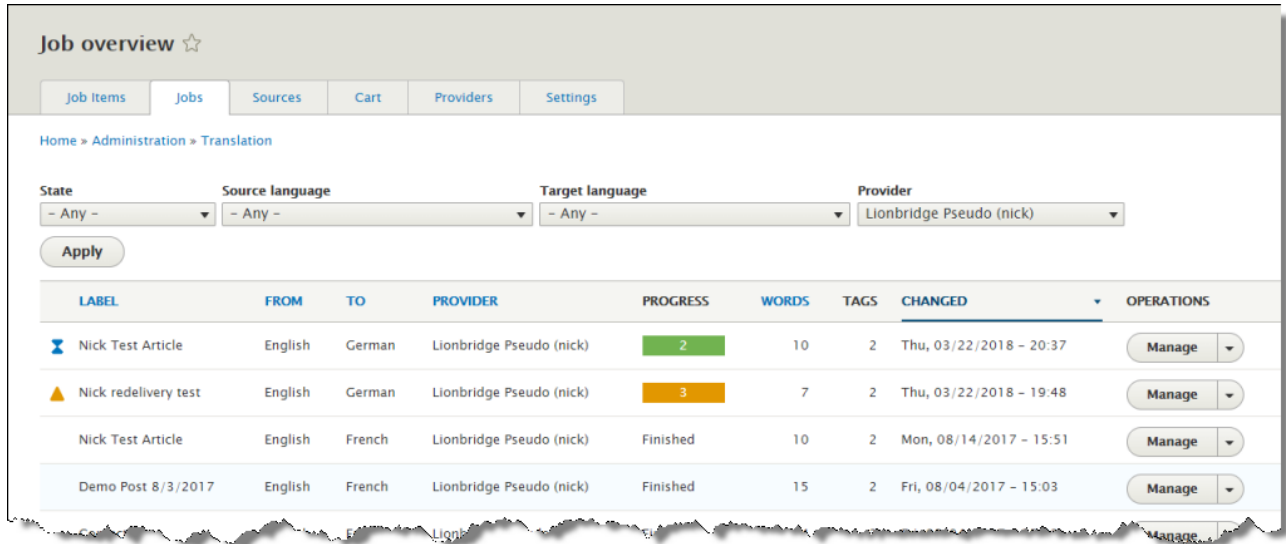 Job overview
Job Items Jobs Sources Cart Providers Settings
Home » Administration » Translation
State Source language Target language Provider
– Any – – Any – – Any – Lionbridge Pseudo (nick)
Apply
LABEL FROM TO PROVIDER PROGRESS WORDS TAGS CHANGED OPERATIONS
Nick Test Article English German Lionbridge Pseudo (nick) 2 10 2 Thu, 03/22/2018 – 20:37 Manage
Nick redelivery test English German Lionbridge Pseudo (nick) 3 7 2 Thu, 03/22/2018 – 19:48 Manage
Nick Test Article English French Lionbridge Pseudo (nick) Finished 10 2 Mon, 08/14/2017 – 15:51 Manage
Demo Post 8/3/2017 English French Lionbridge Pseudo (nick) Finished 15 2 Fri, 08/04/2017 – 15:03 Manage
Manage